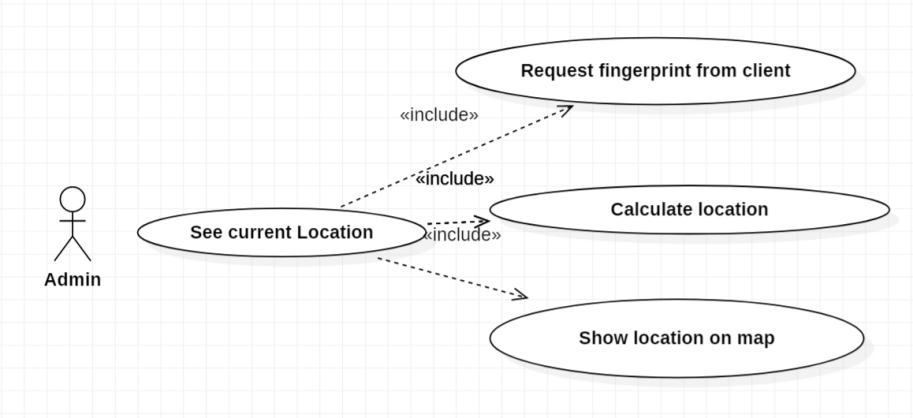 Request fingerprint from client
«include»
«include»
Calculate location
See current Location
«include»
Admin
Show location on map